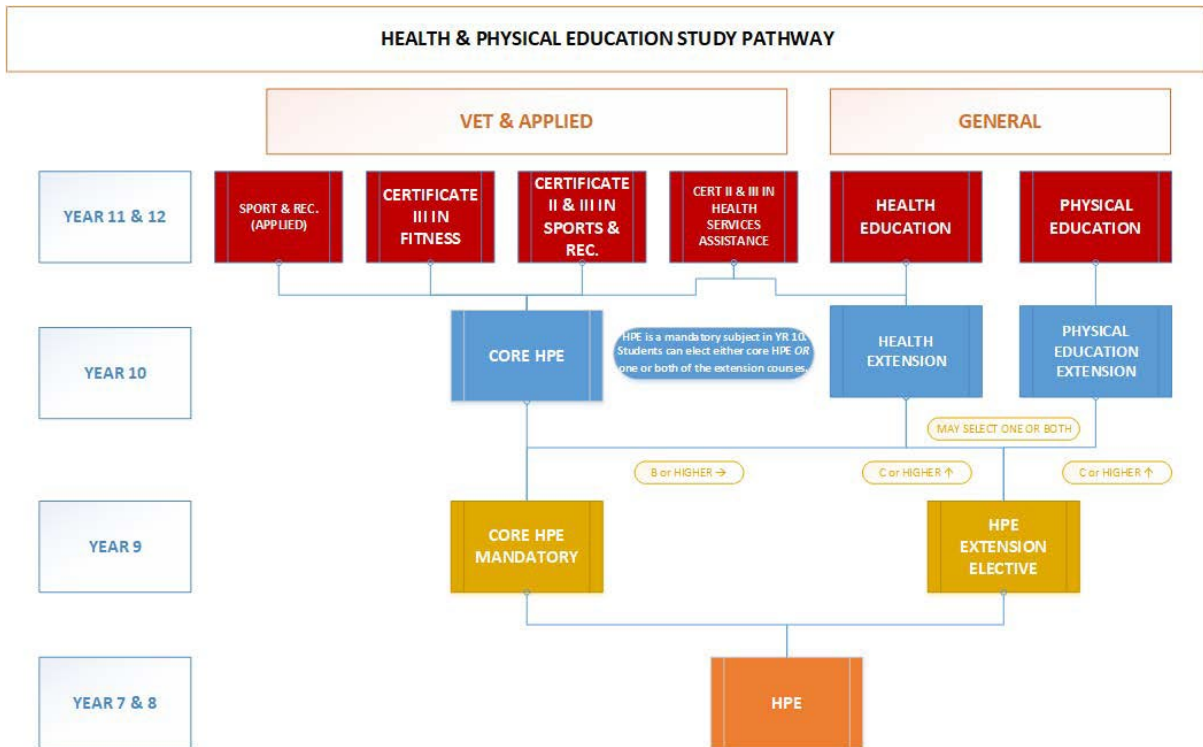 HEALTH & PHYSICAL EDUCATION STUDY PATHWAY
VET & APPLIED
GENERAL
YEAR 11 & 12
SPORT & REC.
(APPLIED)
CERTIFICATE
III IN
FITNESS
CERTIFICATE
II & III IN
SPORTS &
REC.
CERT II & III IN
HEALTH
SERVICES
ASSISTANCE
HEALTH
EDUCATION
PHYSICAL
EDUCATION
YEAR 10
CORE HPE
HPE is a mandatory subject in YR 10.
Students can elect either core HPE OR
one or both of the extension courses.
HEALTH
EXTENSION
PHYSICAL
EDUCATION
EXTENSION
MAY SELECT ONE OR BOTH
B or HIGHER →
C or HIGHER ↑
C or HIGHER ↑
YEAR 9
CORE HPE
MANDATORY
HPE
EXTENSION
ELECTIVE
YEAR 7 & 8
HPE